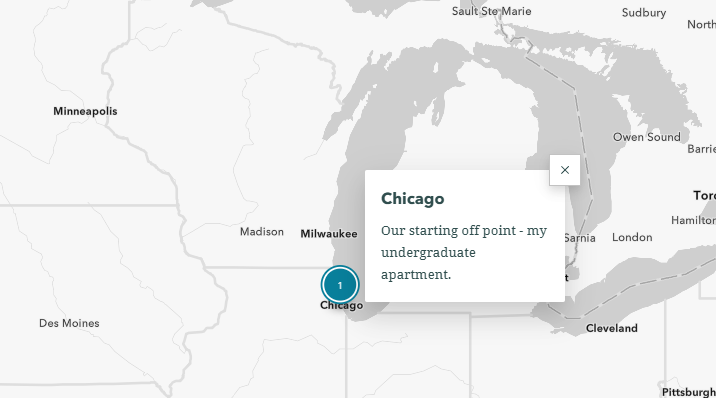 Sault Ste Marie
Sudbury
North
Minneapolis
Owen Sound
Barrie
Chicago
Our starting off point - my
undergraduate
apartment.
Toro
Hamilton
Madison
Milwaukee
Sarnia
London
t
1
Chicago
Des Moines
Cleveland
Pittsburgh